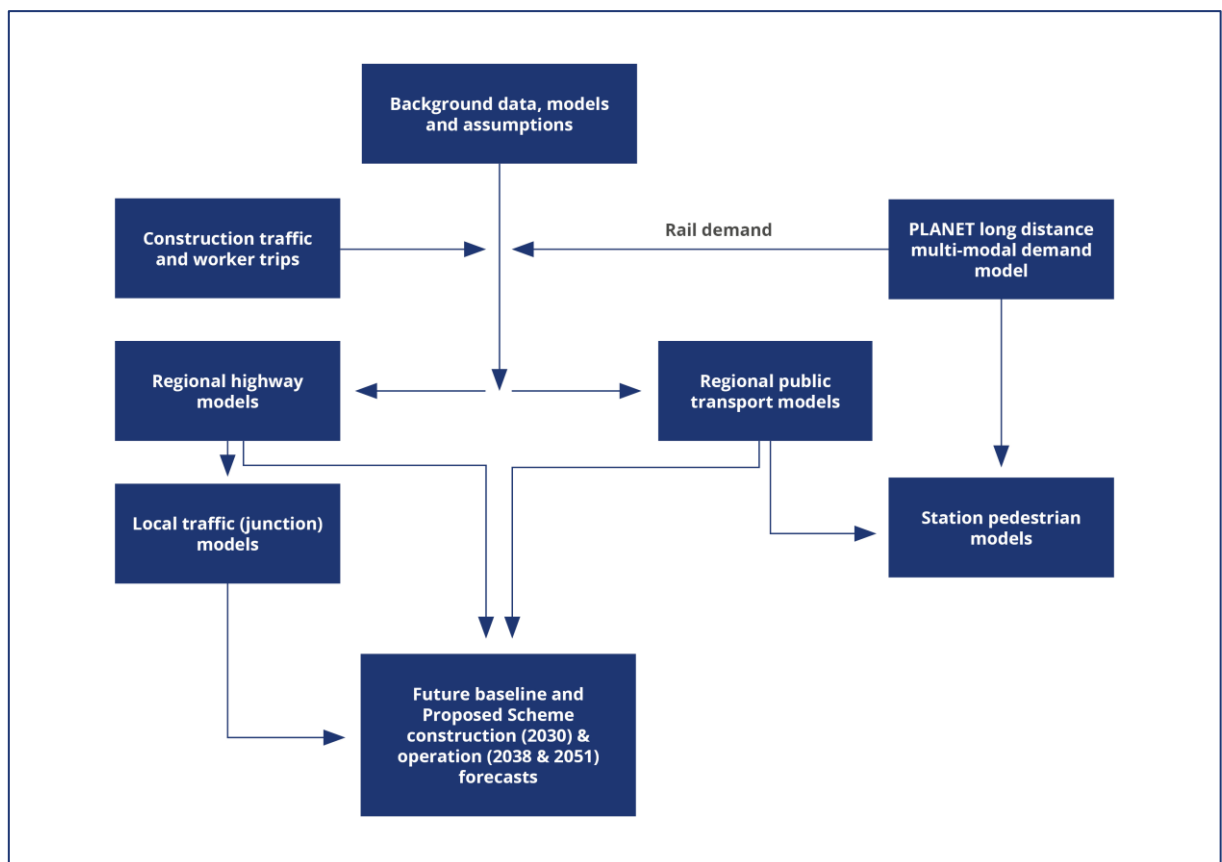 Background data, models
and assumptions
Construction traffic
and worker trips
Rail demand
PLANET long distance
multi-modal demand
model
Regional highway
models
Regional public
transport models
Local traffic (junction)
models
Station pedestrian
models
Future baseline and
Proposed Scheme
construction (2030) &
operation (2038 & 2051)
forecasts